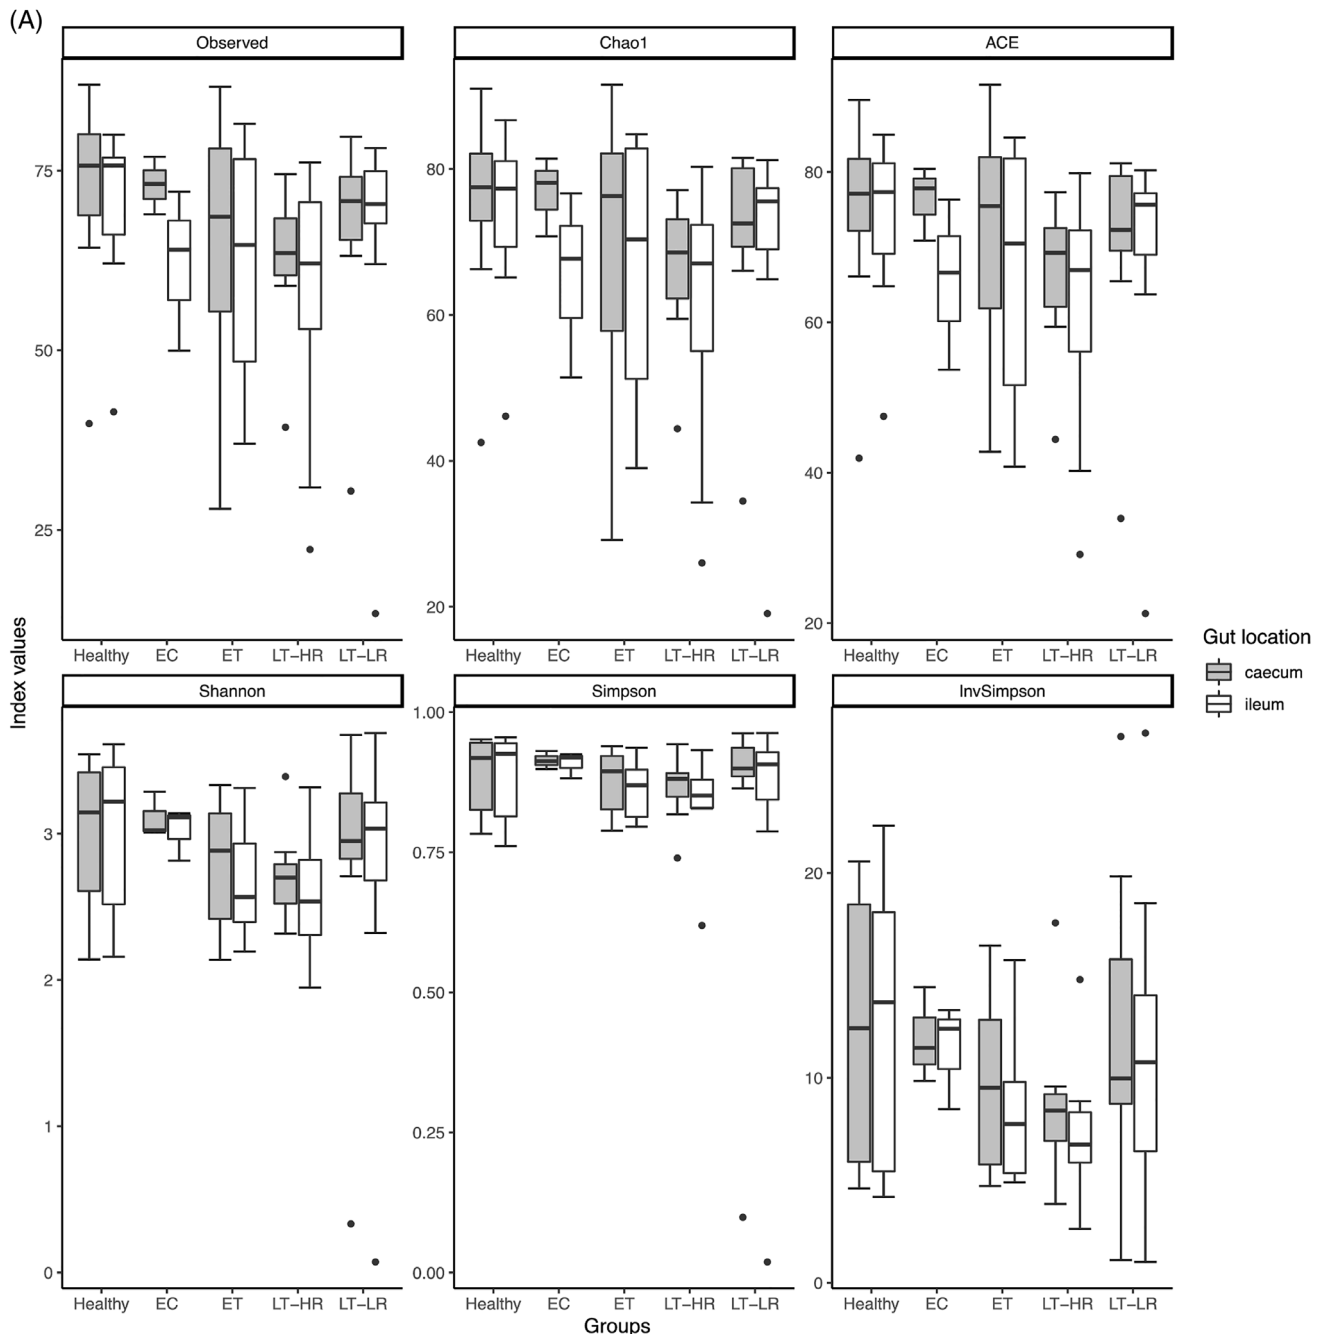 (A)
Observed
Chao1
ACE
75
50
25
80
60
40
20
80
60
40
20
Healthy EC ET LT–HR LT–LR
Healthy EC ET LT–HR LT–LR
Healthy EC ET LT–HR LT–LR
Index values
Shannon
Simpson
InvSimpson
3
2
1
0
1.00
0.75
0.50
0.25
0.00
20
10
0
Healthy EC ET LT–HR LT–LR
Healthy EC ET LT–HR LT–LR
Healthy EC ET LT–HR LT–LR
Groups
Gut location
caecum
ileum